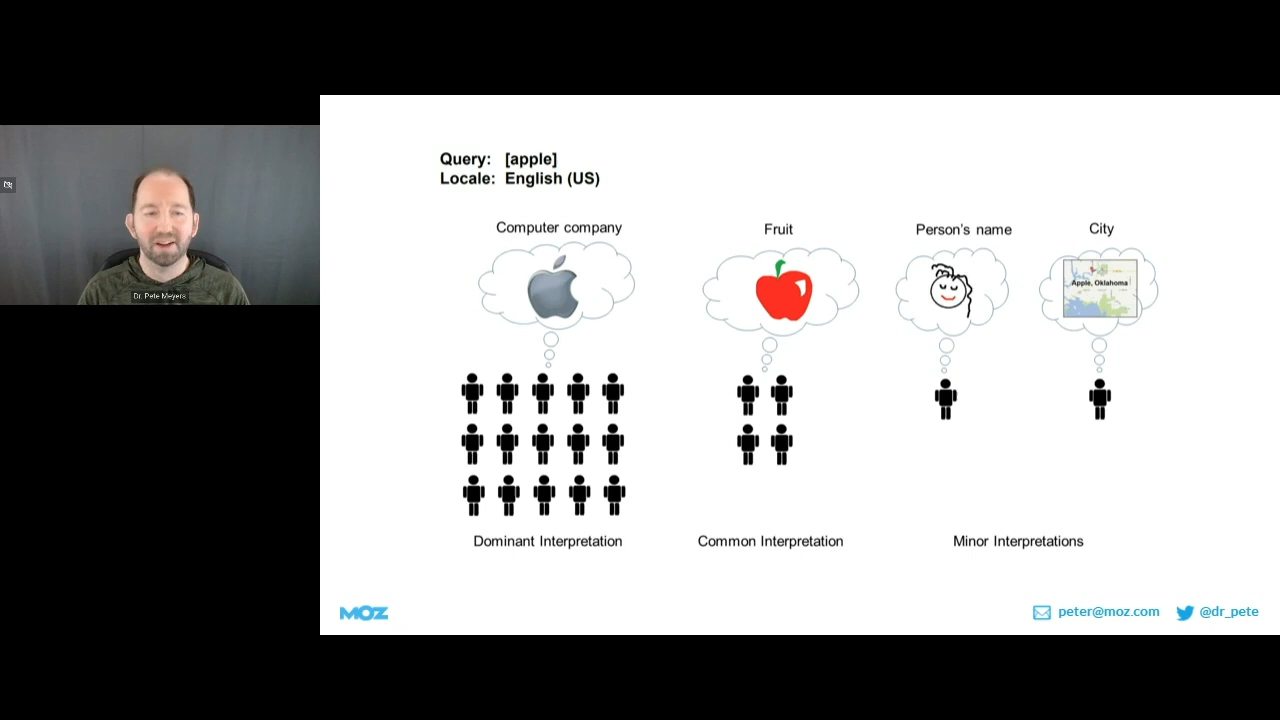 Query: [apple]
Locale: English (US)
Computer company
Fruit
Person's name
City
Apple, Oklahoma
Dominant Interpretation
Common Interpretation
Minor Interpretations
Dr. Pete Meyers
MOZ
peter@moz.com
@dr_pete